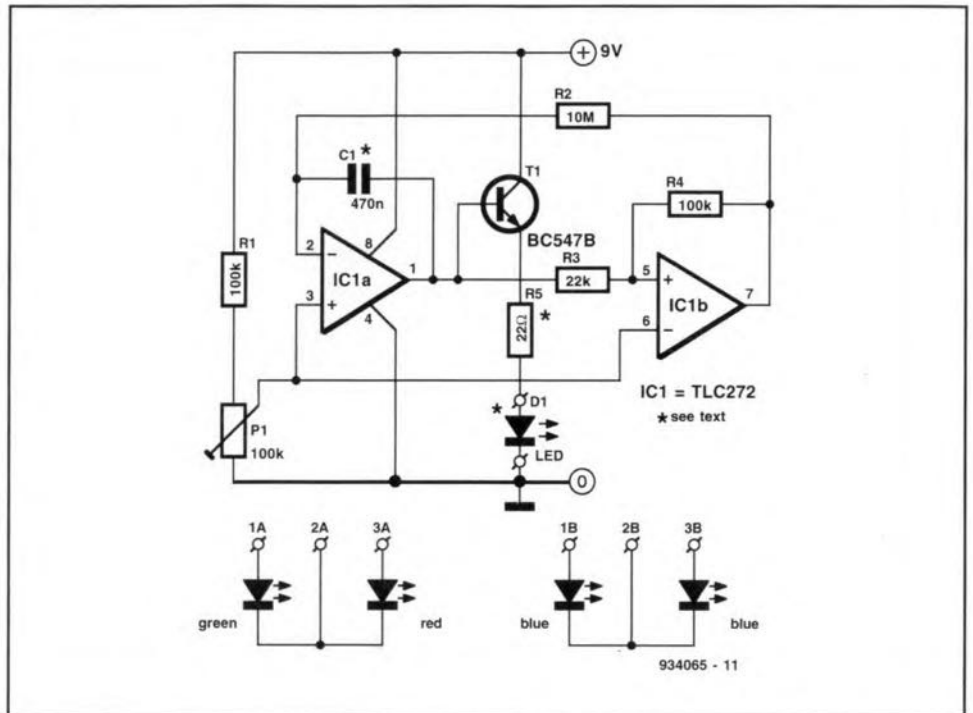 9V
R2
10M
C1 *
470n
T1
R4
100k
BC547B
R1
100k
2
8
IC1a
1
3
4
R3
22k
5
IC1b
7
6
R5
22Ω *
IC1 = TLC272
* see text
D1
*
LED
P1
100k
0
1A 2A 3A 1B 2B 3B
green red blue blue
934065 - 11